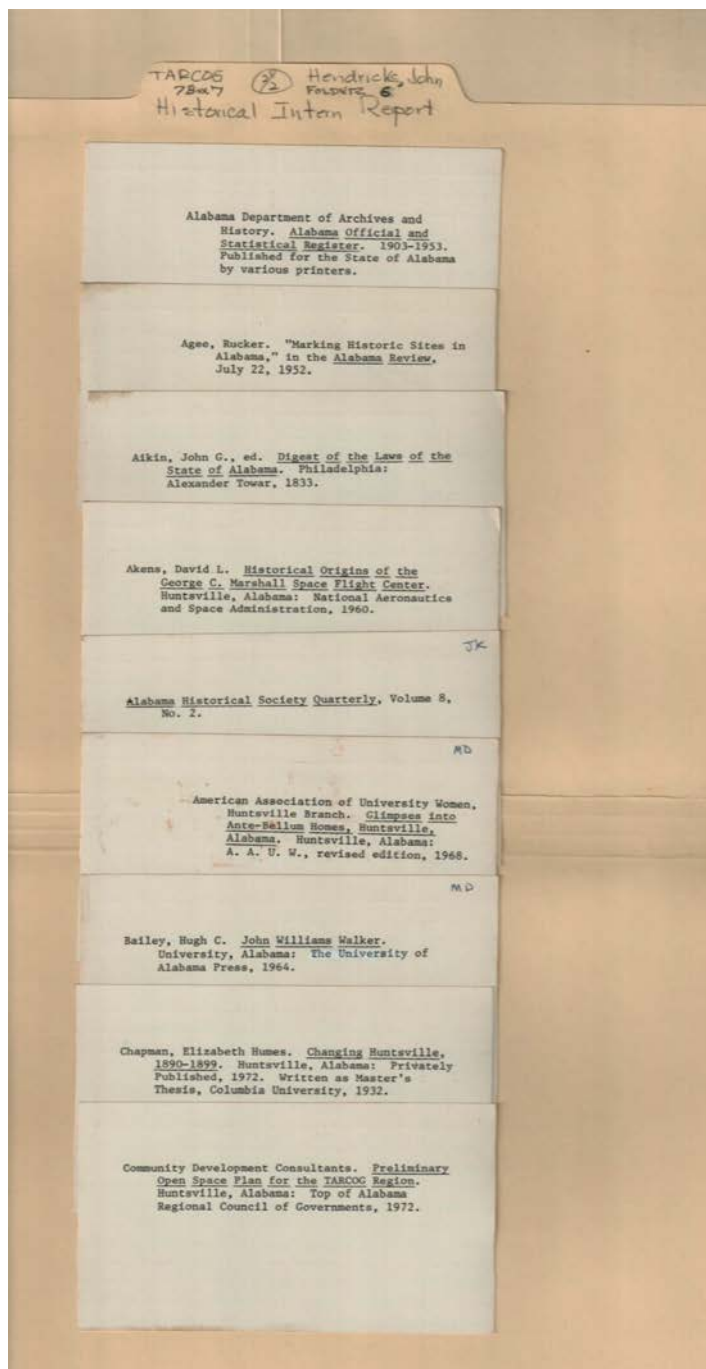 TARCOG
Hendricks, John
FOLDER 6
Historical Intern Report
Alabama Department of Archives and
History. Alabama Official and
Statistical Register. 1903-1953.
Published for the State of Alabama
by various printers.
Agee, Rucker. "Marking Historic Sites in
Alabama," in the Alabama Review,
July 22, 1952.
Aikin, John G., ed. Digest of the Laws of the
State of Alabama. Philadelphia:
Alexander Towar, 1833.
Akens, David L. Historical Origins of the
George C. Marshall Space Flight Center.
Huntsville, Alabama: National Aeronautics
and Space Administration, 1960.
JK
Alabama Historical Society Quarterly, Volume 8,
No. 2.
MD
American Association of University Women,
Huntsville Branch. Glimpses into
Ante-Bellum Homes, Huntsville,
Alabama. Huntsville, Alabama:
A. A. U. W., revised edition, 1968.
MD
Bailey, Hugh C. John Williams Walker.
University, Alabama: The University of
Alabama Press, 1964.
Chapman, Elizabeth Humes. Changing Huntsville,
1890-1899. Huntsville, Alabama: Privately
Published, 1972. Written as Master's
Thesis, Columbia University, 1932.
Community Development Consultants. Preliminary
Open Space Plan for the TARCOG Region.
Huntsville, Alabama: Top of Alabama
Regional Council of Governments, 1972.